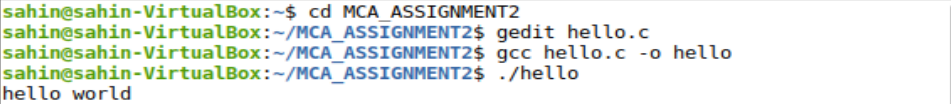 sahin@sahin-VirtualBox:~$ cd MCA_ASSIGNMENT2
sahin@sahin-VirtualBox:~/MCA_ASSIGNMENT2$ gedit hello.c
sahin@sahin-VirtualBox:~/MCA_ASSIGNMENT2$ gcc hello.c -o hello
sahin@sahin-VirtualBox:~/MCA_ASSIGNMENT2$ ./hello
hello world